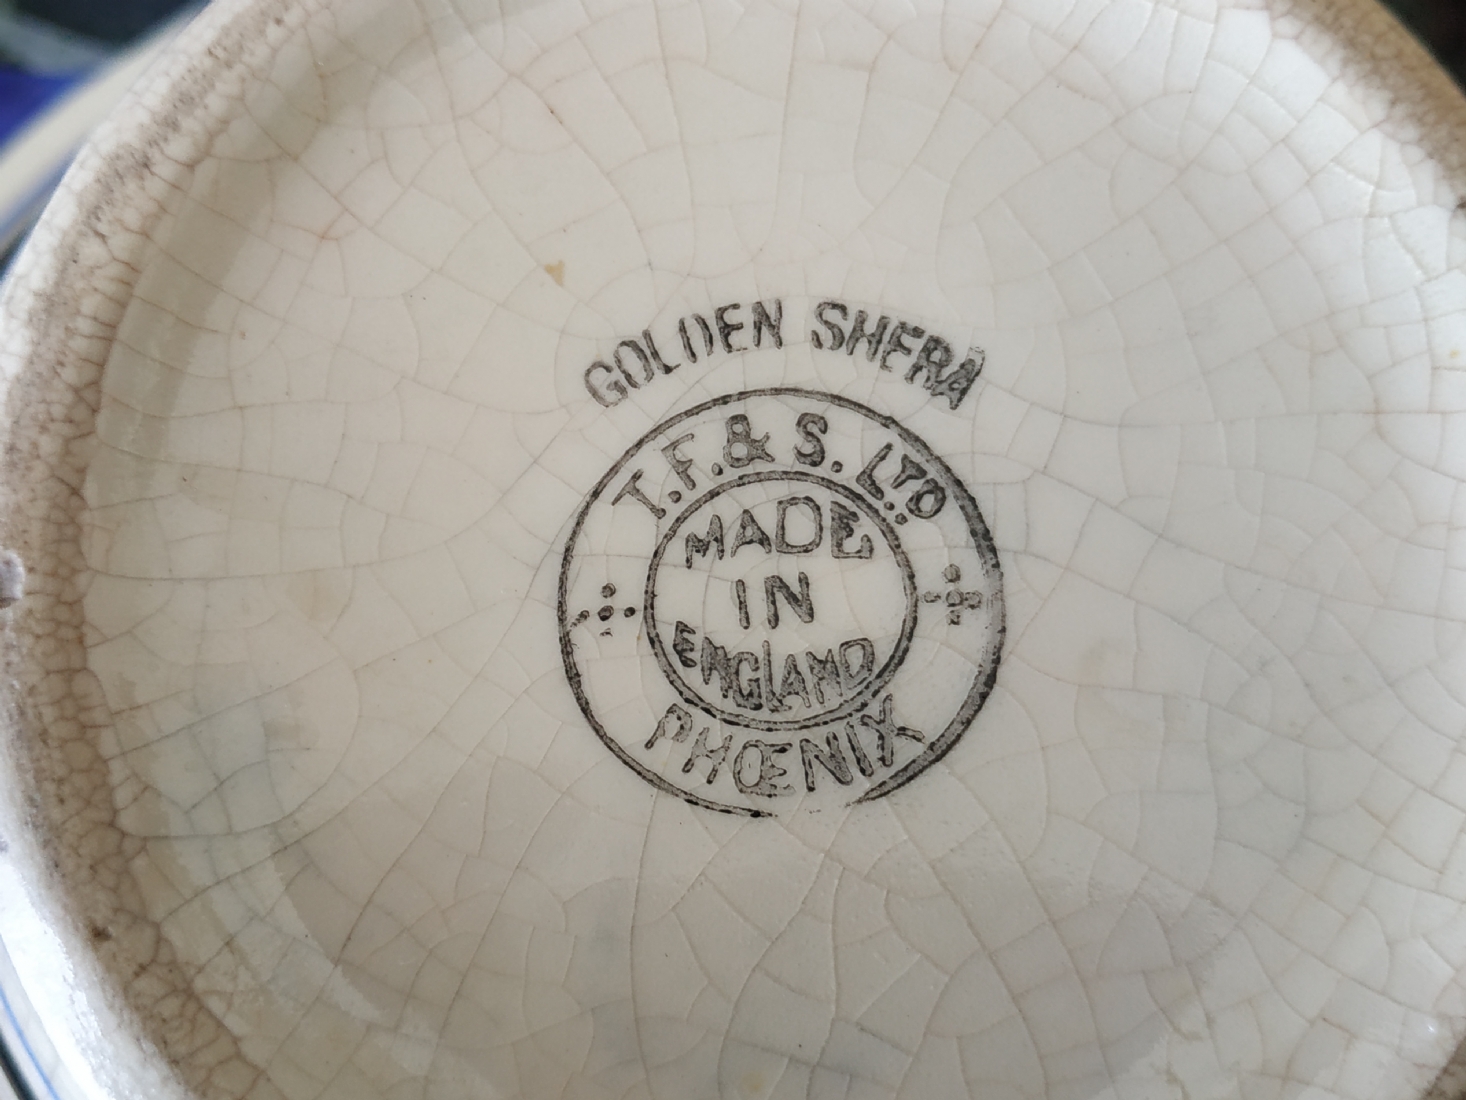 GOLDEN SHERA
T.F. & S. LTD
MADE
IN
ENGLAND
PHŒNIX